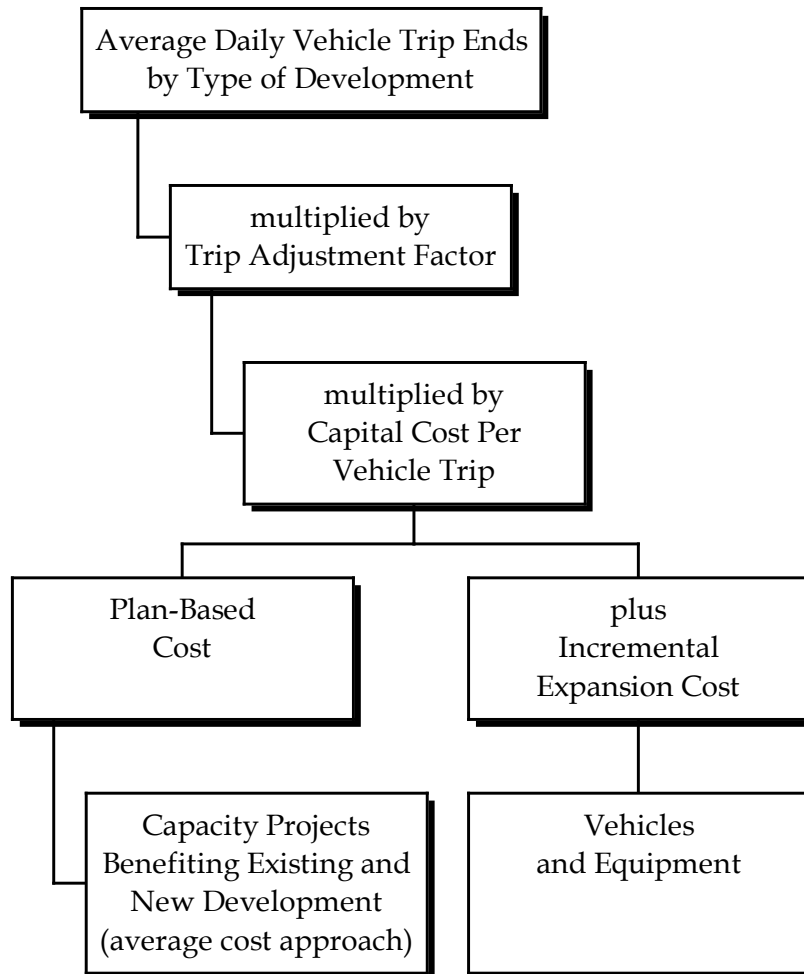 Average Daily Vehicle Trip Ends
by Type of Development
multiplied by
Trip Adjustment Factor
multiplied by
Capital Cost Per
Vehicle Trip
Plan-Based
Cost
plus
Incremental
Expansion Cost
Capacity Projects
Benefiting Existing and
New Development
(average cost approach)
Vehicles
and Equipment